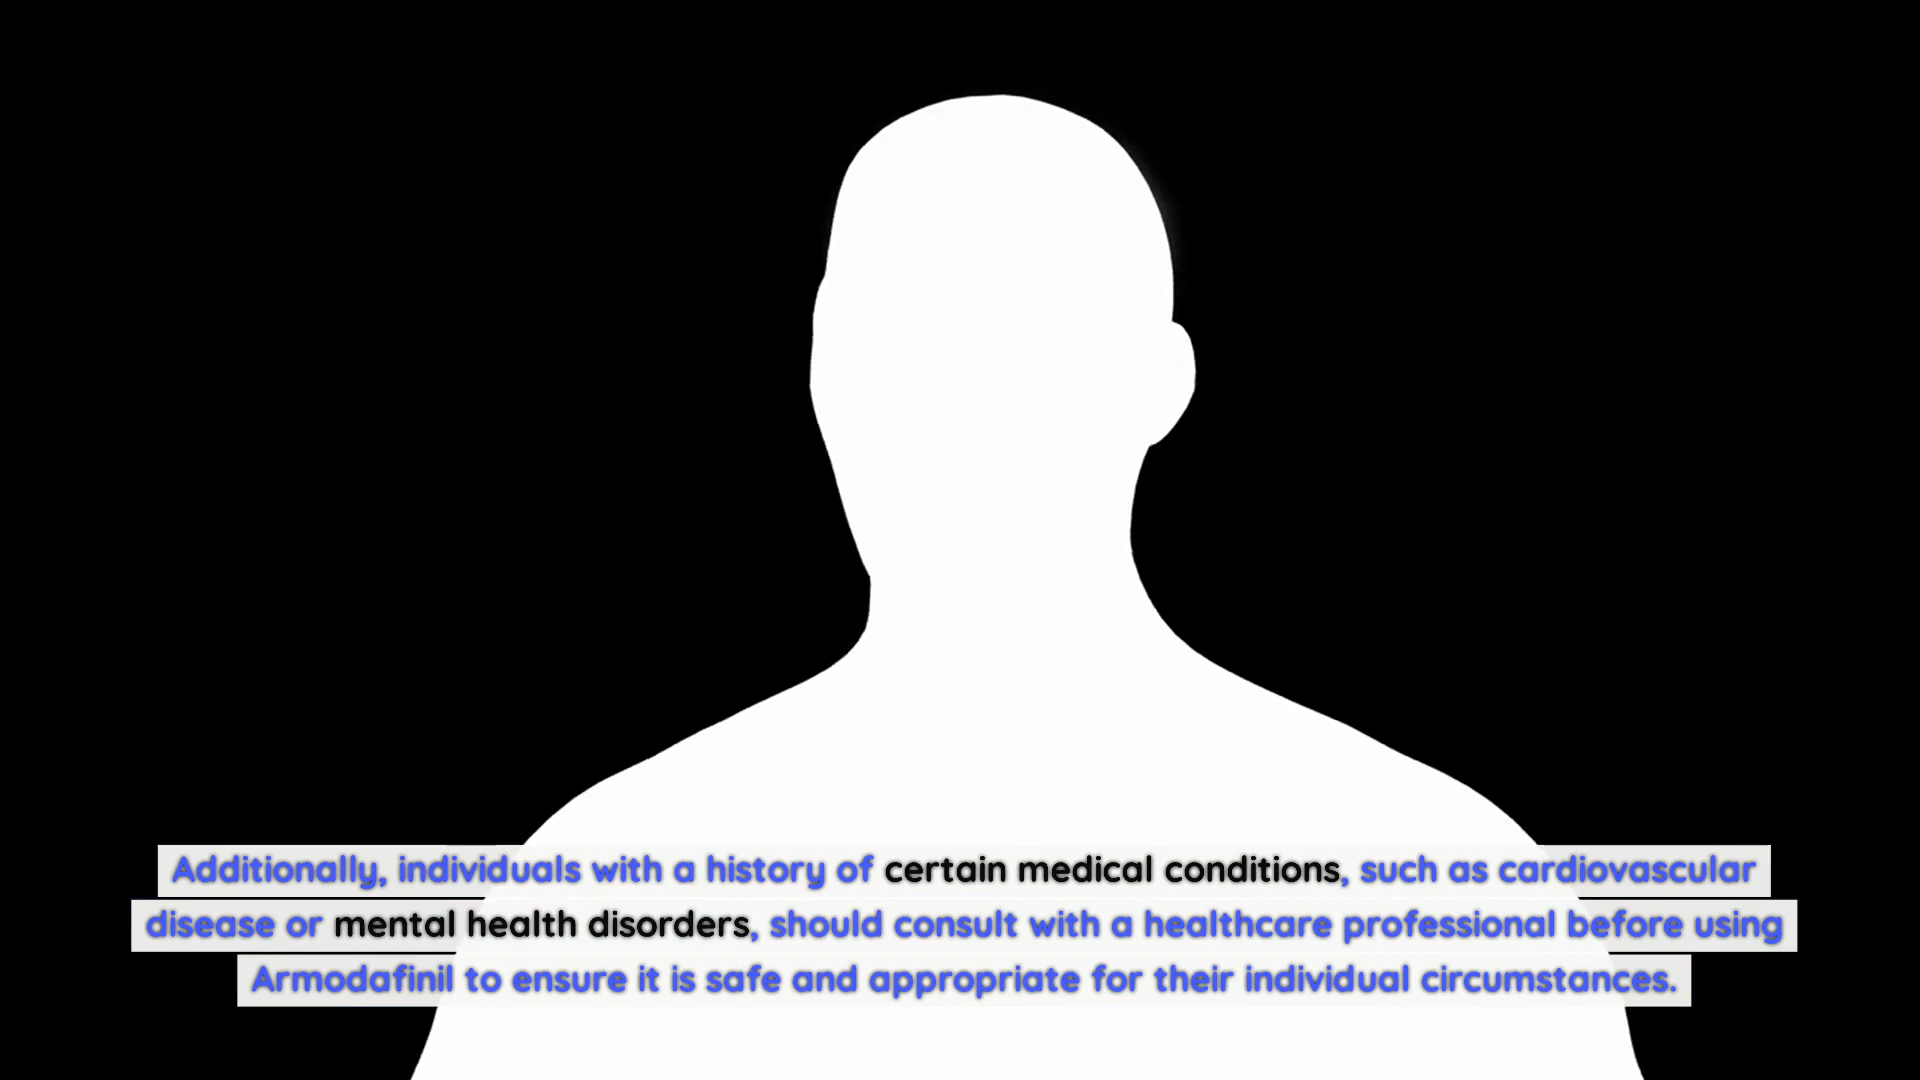 Additionally, individuals with a history of certain medical conditions, such as cardiovascular
disease or mental health disorders, should consult with a healthcare professional before using
Armodafinil to ensure it is safe and appropriate for their individual circumstances.